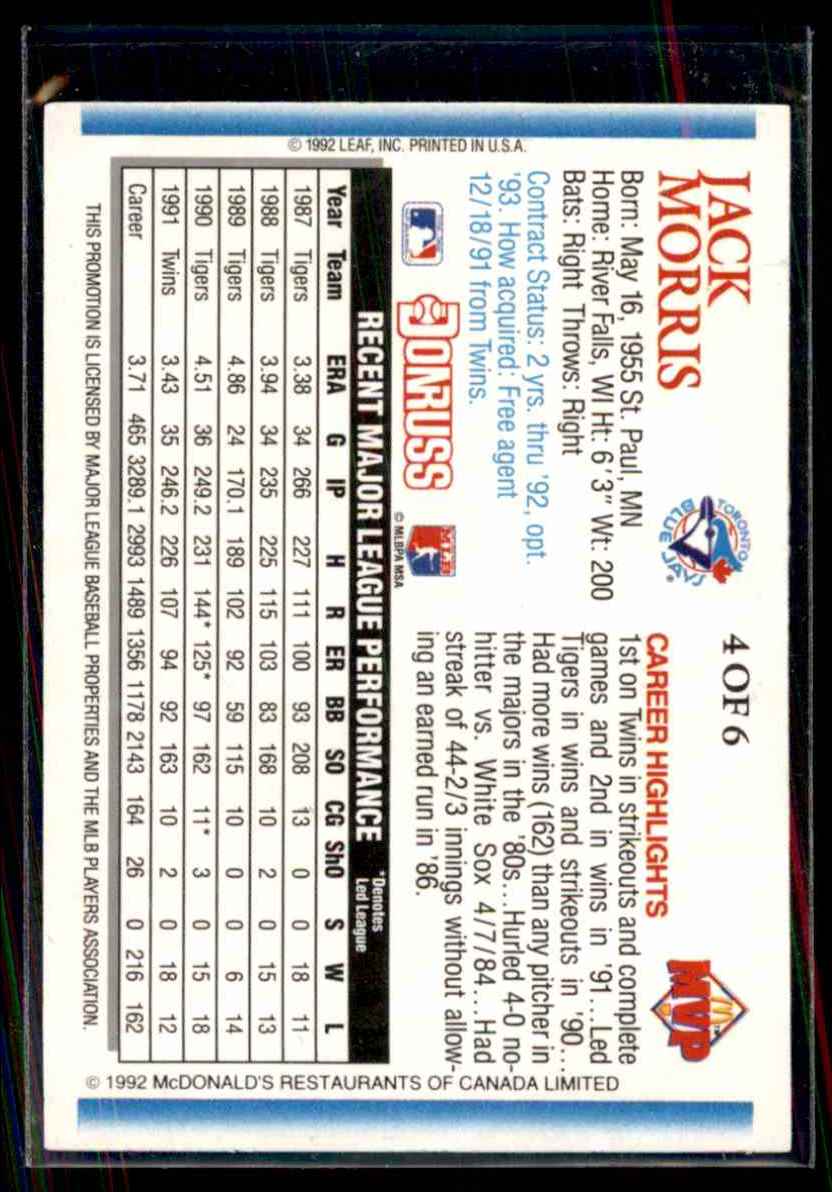 JACK
MORRIS
TORONTO
BLUE JAYS®
4 OF 6
MVP
Born: May 16, 1955 St. Paul, MN
Home: River Falls, WI Ht: 6'3" Wt: 200
Bats: Right Throws: Right
Contract Status: 2 yrs. thru '92, opt.
'93. How acquired: Free agent
12/18/91 from Twins.
CAREER HIGHLIGHTS
1st on Twins in strikeouts and complete
games and 2nd in wins in '91...Led
Tigers in wins and strikeouts in '90...
Had more wins (162) than any pitcher in
the majors in the '80s...Hurled 4-0 no-
hitter vs. White Sox 4/7/84...Had
streak of 44-2/3 innings without allow-
ing an earned run in '86.
DONRUSS
MLB
© MLBPA MSA
RECENT MAJOR LEAGUE PERFORMANCE
*Denotes
Led League
Year Team ERA G IP H R ER BB SO CG ShO S W L
1987 Tigers 3.38 34 266 227 111 100 93 208 13 0 0 18 11
1988 Tigers 3.94 34 235 225 115 103 83 168 10 2 0 15 13
1989 Tigers 4.86 24 170.1 189 102 92 59 115 10 0 0 6 14
1990 Tigers 4.51 36 249.2 231 144* 125* 97 162 11* 3 0 15 18
1991 Twins 3.43 35 246.2 226 107 94 92 163 10 2 0 18 12
Career 3.71 465 3289.1 2993 1489 1356 1178 2143 164 26 0 216 162
THIS PROMOTION IS LICENSED BY MAJOR LEAGUE BASEBALL PROPERTIES AND THE MLB PLAYERS ASSOCIATION.
© 1992 LEAF, INC. PRINTED IN U.S.A.
© 1992 McDONALD'S RESTAURANTS OF CANADA LIMITED